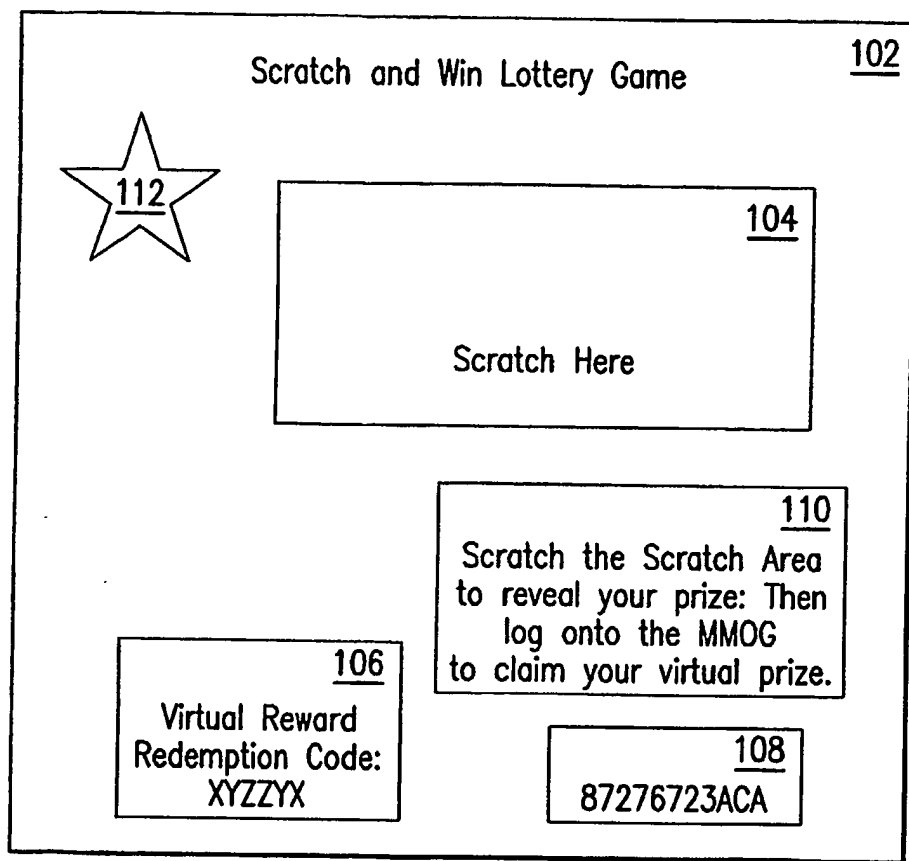 102
Scratch and Win Lottery Game
112
104
Scratch Here
110
Scratch the Scratch Area
to reveal your prize: Then
log onto the MMOG
to claim your virtual prize.
106
Virtual Reward
Redemption Code:
XYZZYX
108
87276723ACA